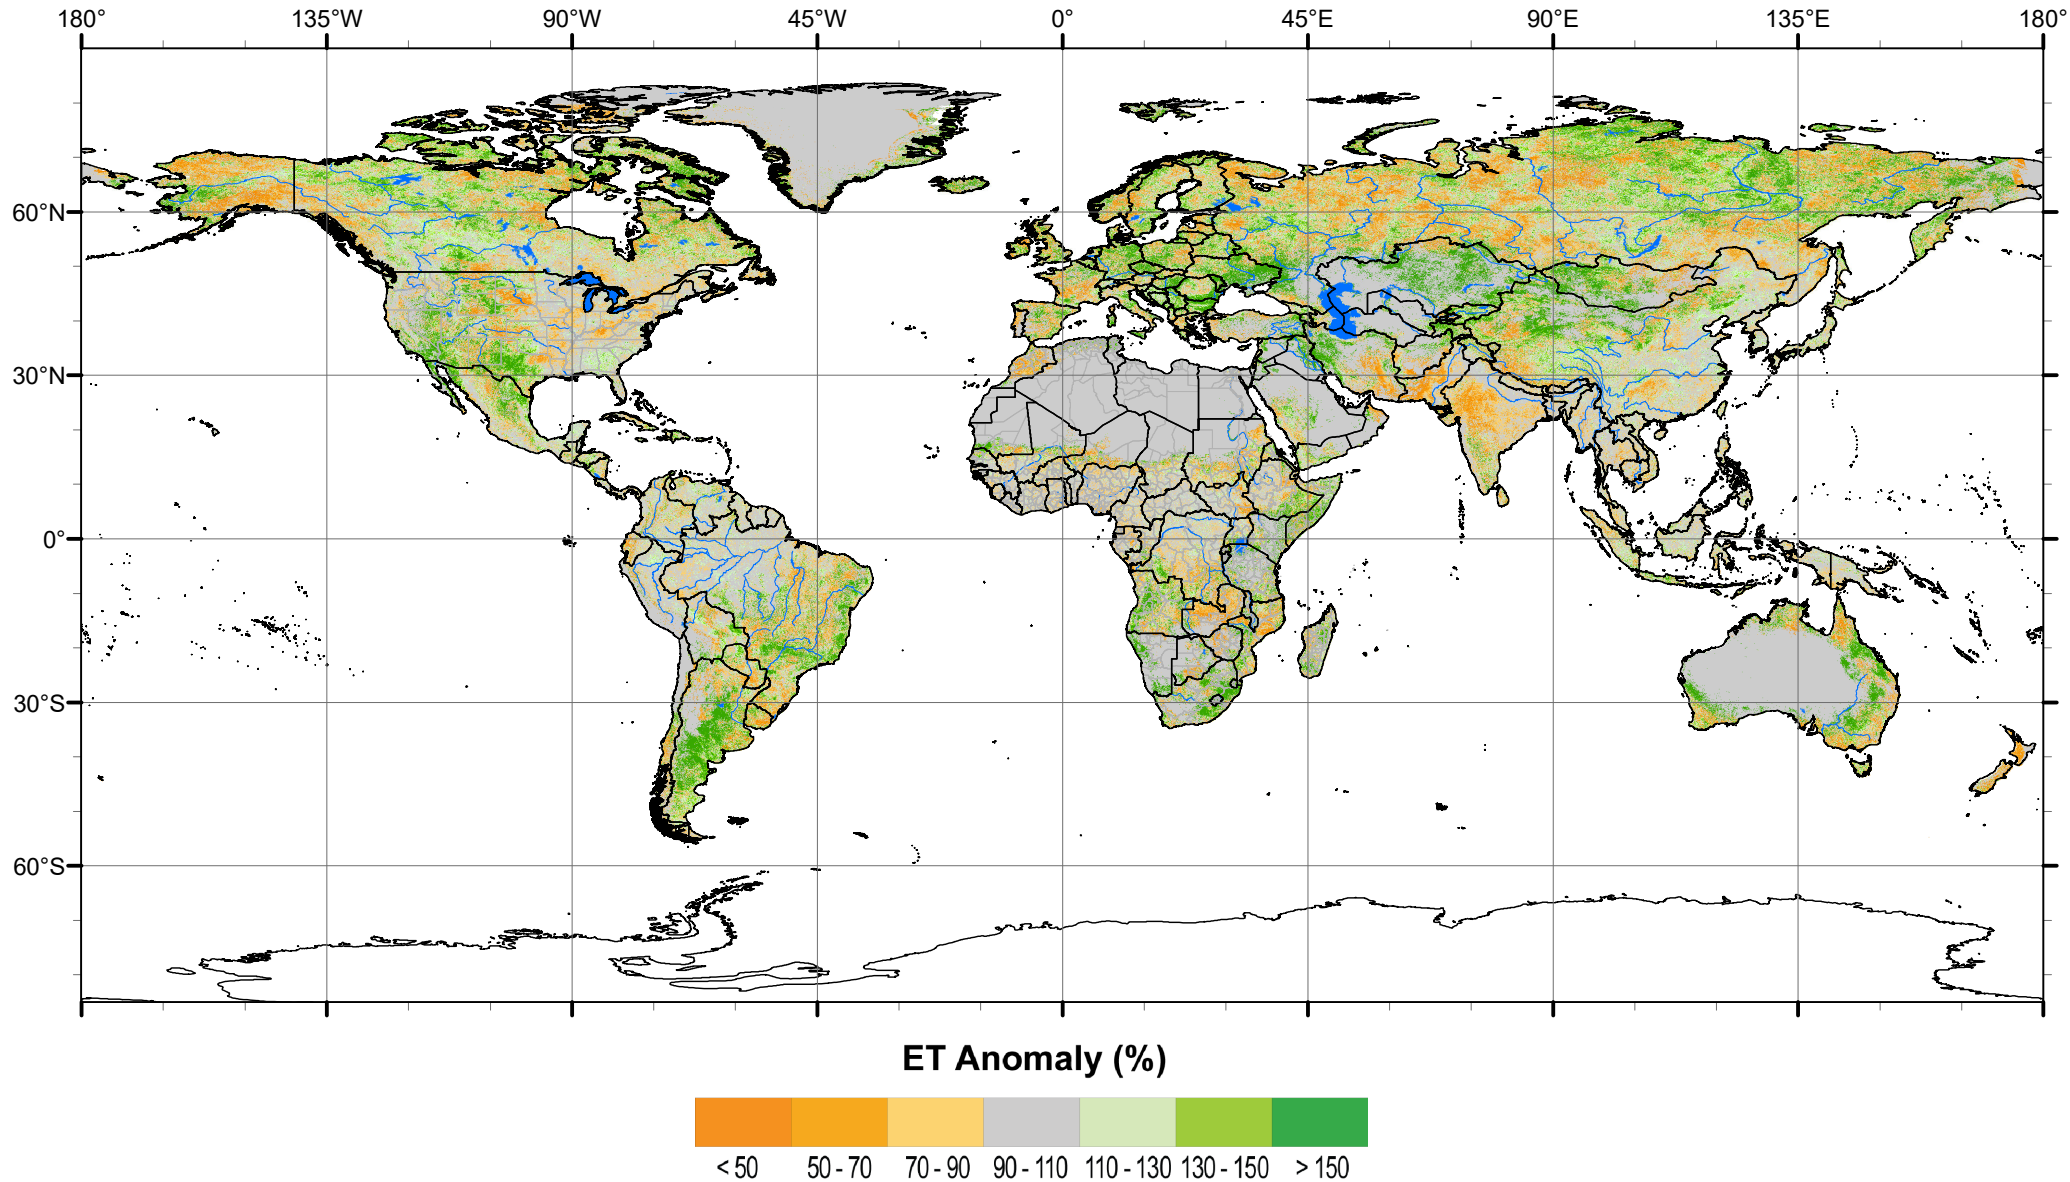 180° 135°W 90°W 45°W 0° 45°E 90°E 135°E 180°
60°N
30°N
0°
30°S
60°S
ET Anomaly (%)
< 50 50 - 70 70 - 90 90 - 110 110 - 130 130 - 150 > 150